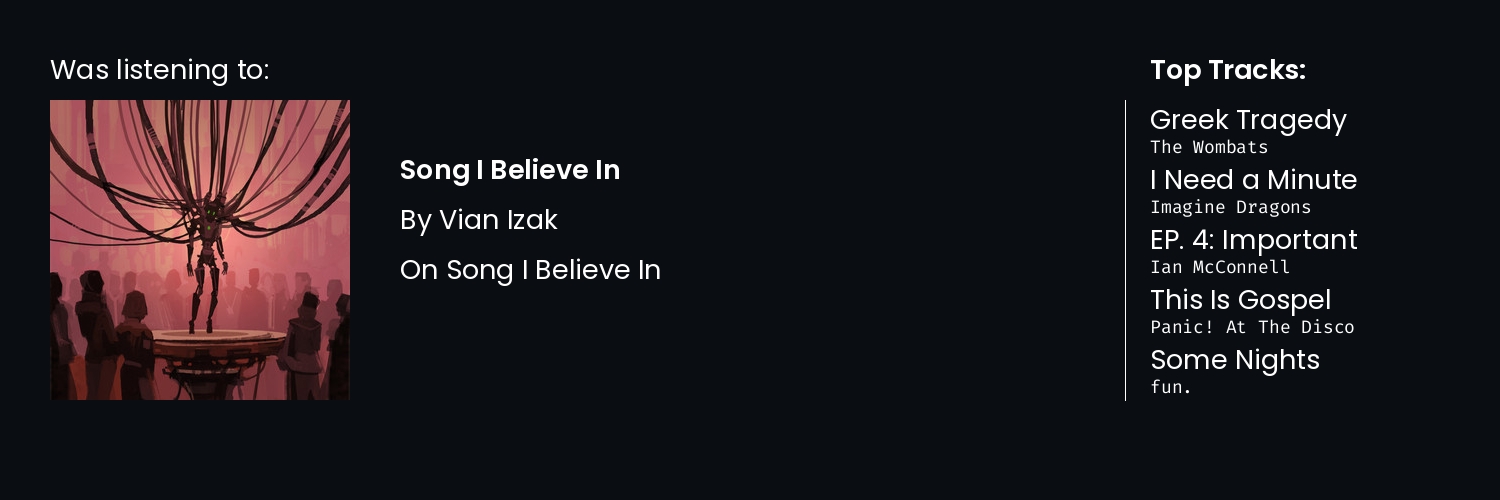 Was listening to:
Song I Believe In
By Vian Izak
On Song I Believe In
Top Tracks:
Greek Tragedy
The Wombats
I Need a Minute
Imagine Dragons
EP. 4: Important
Ian McConnell
This Is Gospel
Panic! At The Disco
Some Nights
fun.